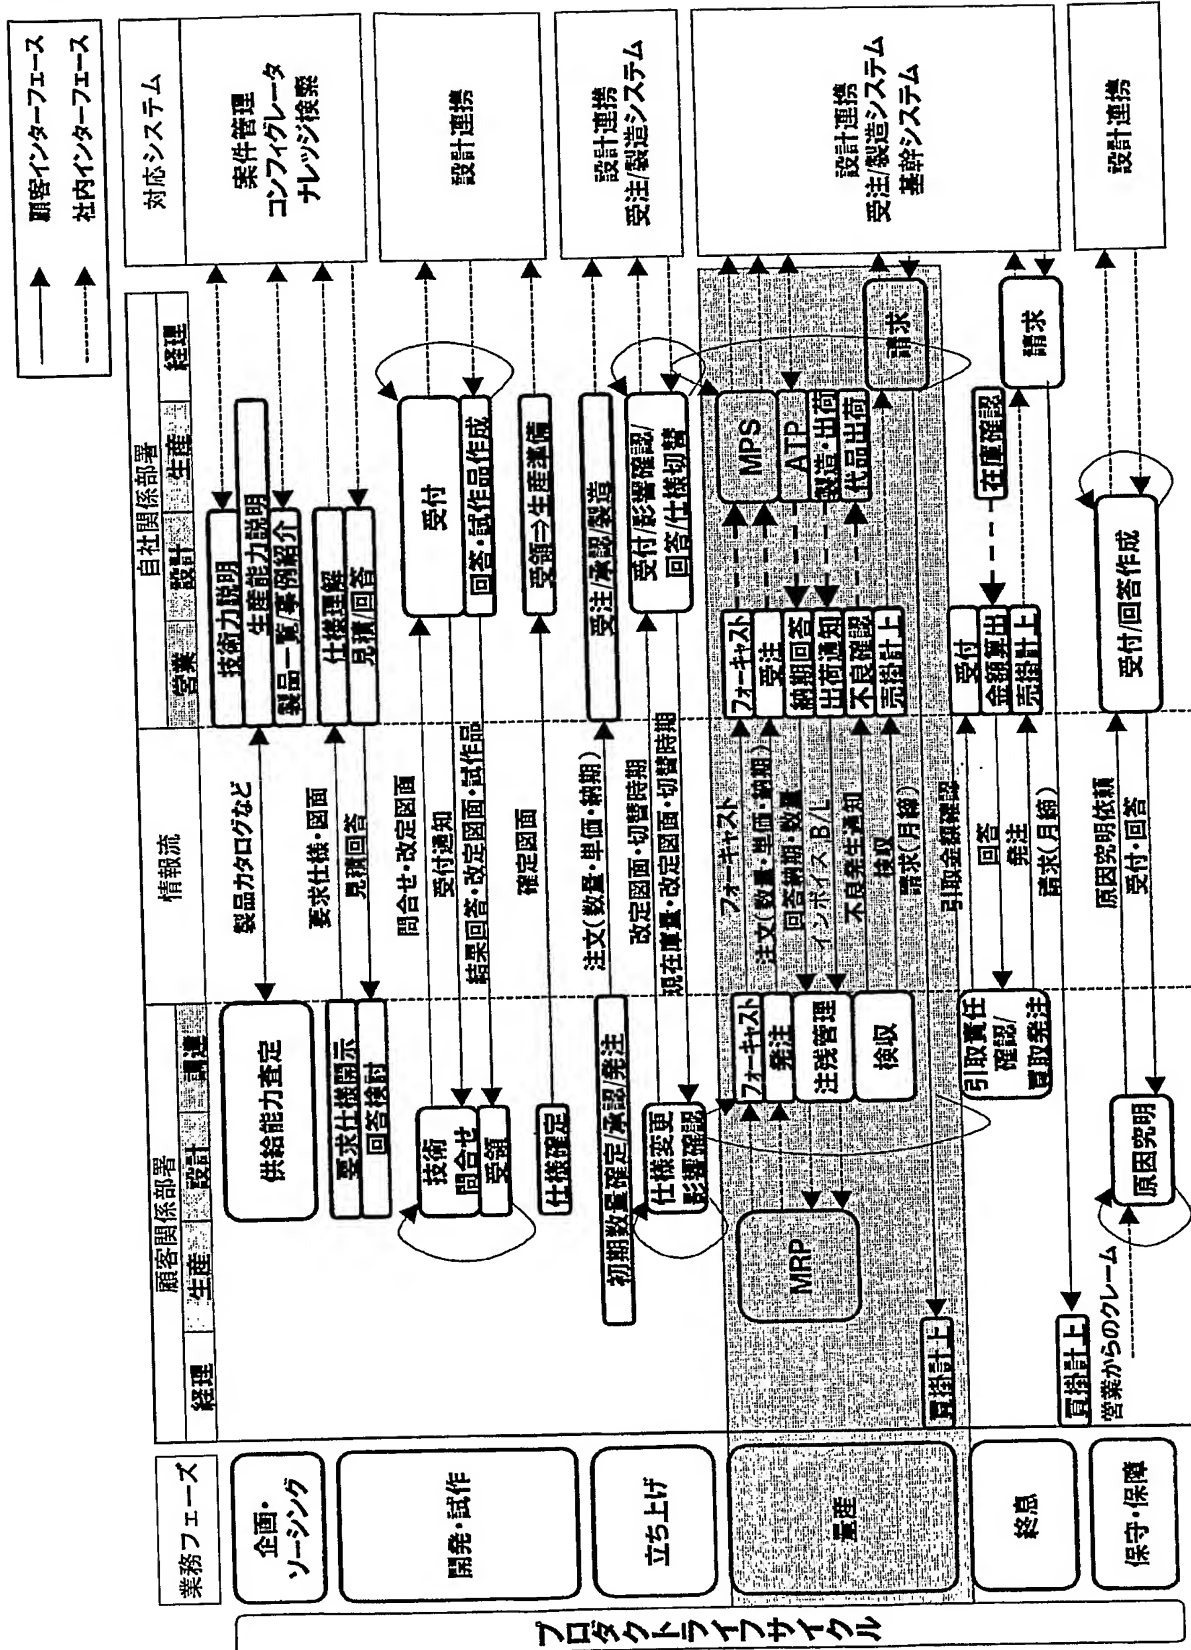 顧客インターフェース
社内インターフェース
業務フェーズ
顧客関係部署
経理
生産
設計
調達
情報流
自社関係部署
営業
設計
生産
経理
対応システム
プロダクトライフサイクル
企画・
ソーシング
供給能力査定
製品カタログなど
技術力説明
生産能力説明
製品一覧/事例紹介
案件管理
コンフィグレータ
ナレッジ検索
要求仕様開示
回答検討
要求仕様・図面
見積回答
仕様理解
見積/回答
開発・試作
技術
問合せ
受領
問合せ・改定図面
受付通知
結果回答・改定図面・試作品
受付
回答・試作品作成
設計連携
仕様確定
確定図面
受領⇒生産準備
立ち上げ
初期数量確定/承認/発注
注文(数量・単価・納期)
受注/承認/製造
設計連携
受注/製造システム
仕様変更
影響確認
改定図面・切替時期
現在庫量・改定図面・切替時期
受付/影響確認/
回答/仕様切替
量産
MRP
フォーキャスト
発注
注残管理
検収
買掛計上
フォーキャスト
注文(数量・単価・納期)
回答納期・数量
インボイス・B/L
不良発生通知
検収
請求(月締)
フォーキャスト
受注
納期回答
出荷通知
不良確認
売掛計上
MPS
ATP
製造・出荷
代品出荷
請求
設計連携
受注/製造システム
基幹システム
終息
引取責任
確認/
買取発注
買掛計上
引取金額確認
回答
発注
請求(月締)
受付
金額算出
売掛計上
在庫確認
請求
保守・保障
営業からのクレーム
原因究明
原因究明依頼
受付・回答
受付/回答作成
設計連携